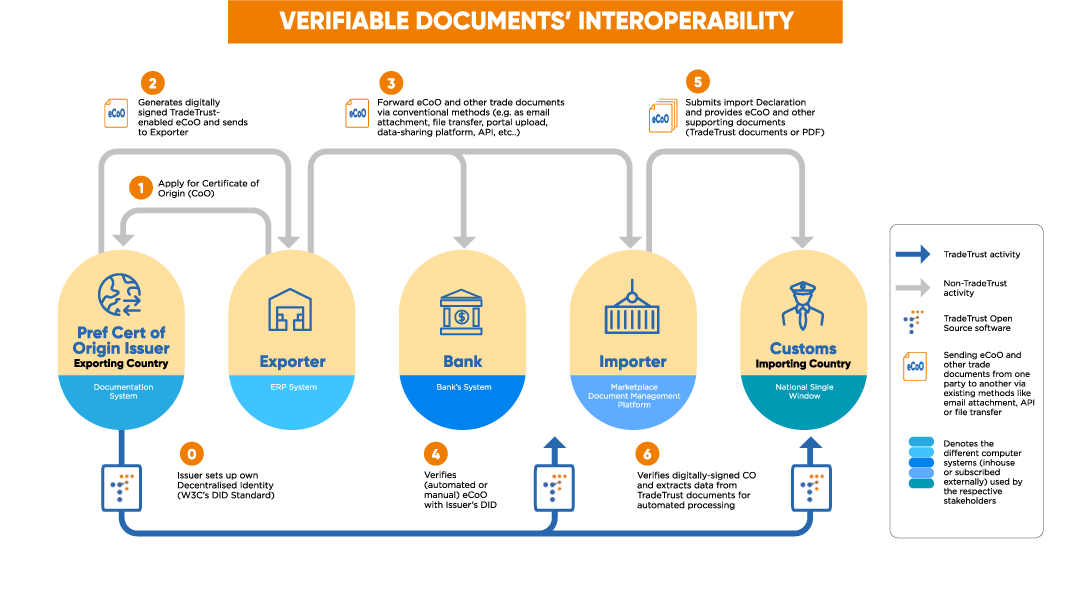 VERIFIABLE DOCUMENTS’ INTEROPERABILITY
2
eCoO
Generates digitally
signed TradeTrust-
enabled eCoO and sends
to Exporter
3
eCoO
Forward eCoO and other trade documents
via conventional methods (e.g. as email
attachment, file transfer, portal upload,
data-sharing platform, API, etc..)
5
eCoO
Submits import Declaration
and provides eCoO and other
supporting documents
(TradeTrust documents or PDF)
1
Apply for Certificate of
Origin (CoO)
Pref Cert of
Origin Issuer
Exporting Country
Documentation
System
Exporter
ERP System
$
Bank
Bank's System
Importer
Marketplace
Document Management
Platform
Customs
Importing Country
National Single
Window
0
Issuer sets up own
Decentralised Identity
(W3C's DID Standard)
4
Verifies
(automated or
manual) eCoO
with Issuer's DID
6
Verifies digitally-signed CO
and extracts data from
TradeTrust documents for
automated processing
TradeTrust activity
Non-TradeTrust
activity
TradeTrust Open
Source software
eCoO
Sending eCoO and
other trade
documents from one
party to another via
existing methods like
email attachment, API
or file transfer
Denotes the
different computer
systems (inhouse
or subscribed
externally) used by
the respective
stakeholders